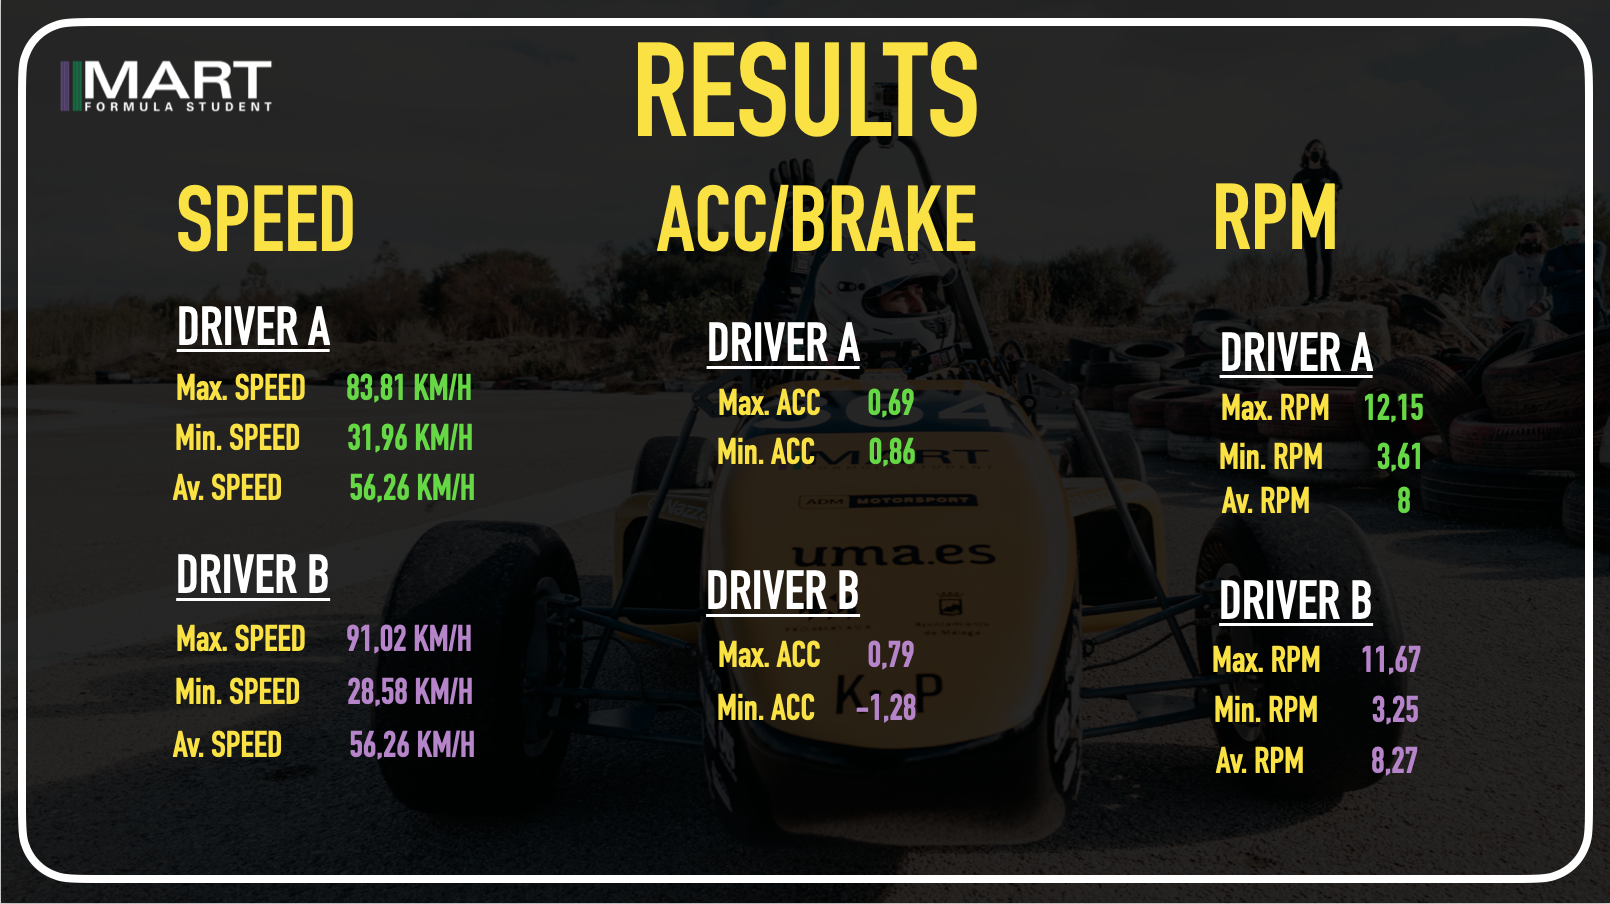 MART
FORMULA STUDENT
RESULTS
SPEED
DRIVER A
Max. SPEED 83,81 KM/H
Min. SPEED 31,96 KM/H
Av. SPEED 56,26 KM/H
DRIVER B
Max. SPEED 91,02 KM/H
Min. SPEED 28,58 KM/H
Av. SPEED 56,26 KM/H
ACC/BRAKE
DRIVER A
Max. ACC 0,69
Min. ACC 0,86
DRIVER B
Max. ACC 0,79
Min. ACC -1,28
RPM
DRIVER A
Max. RPM 12,15
Min. RPM 3,61
Av. RPM 8
DRIVER B
Max. RPM 11,67
Min. RPM 3,25
Av. RPM 8,27
MART
ADM MOTORSPORT
uma.es